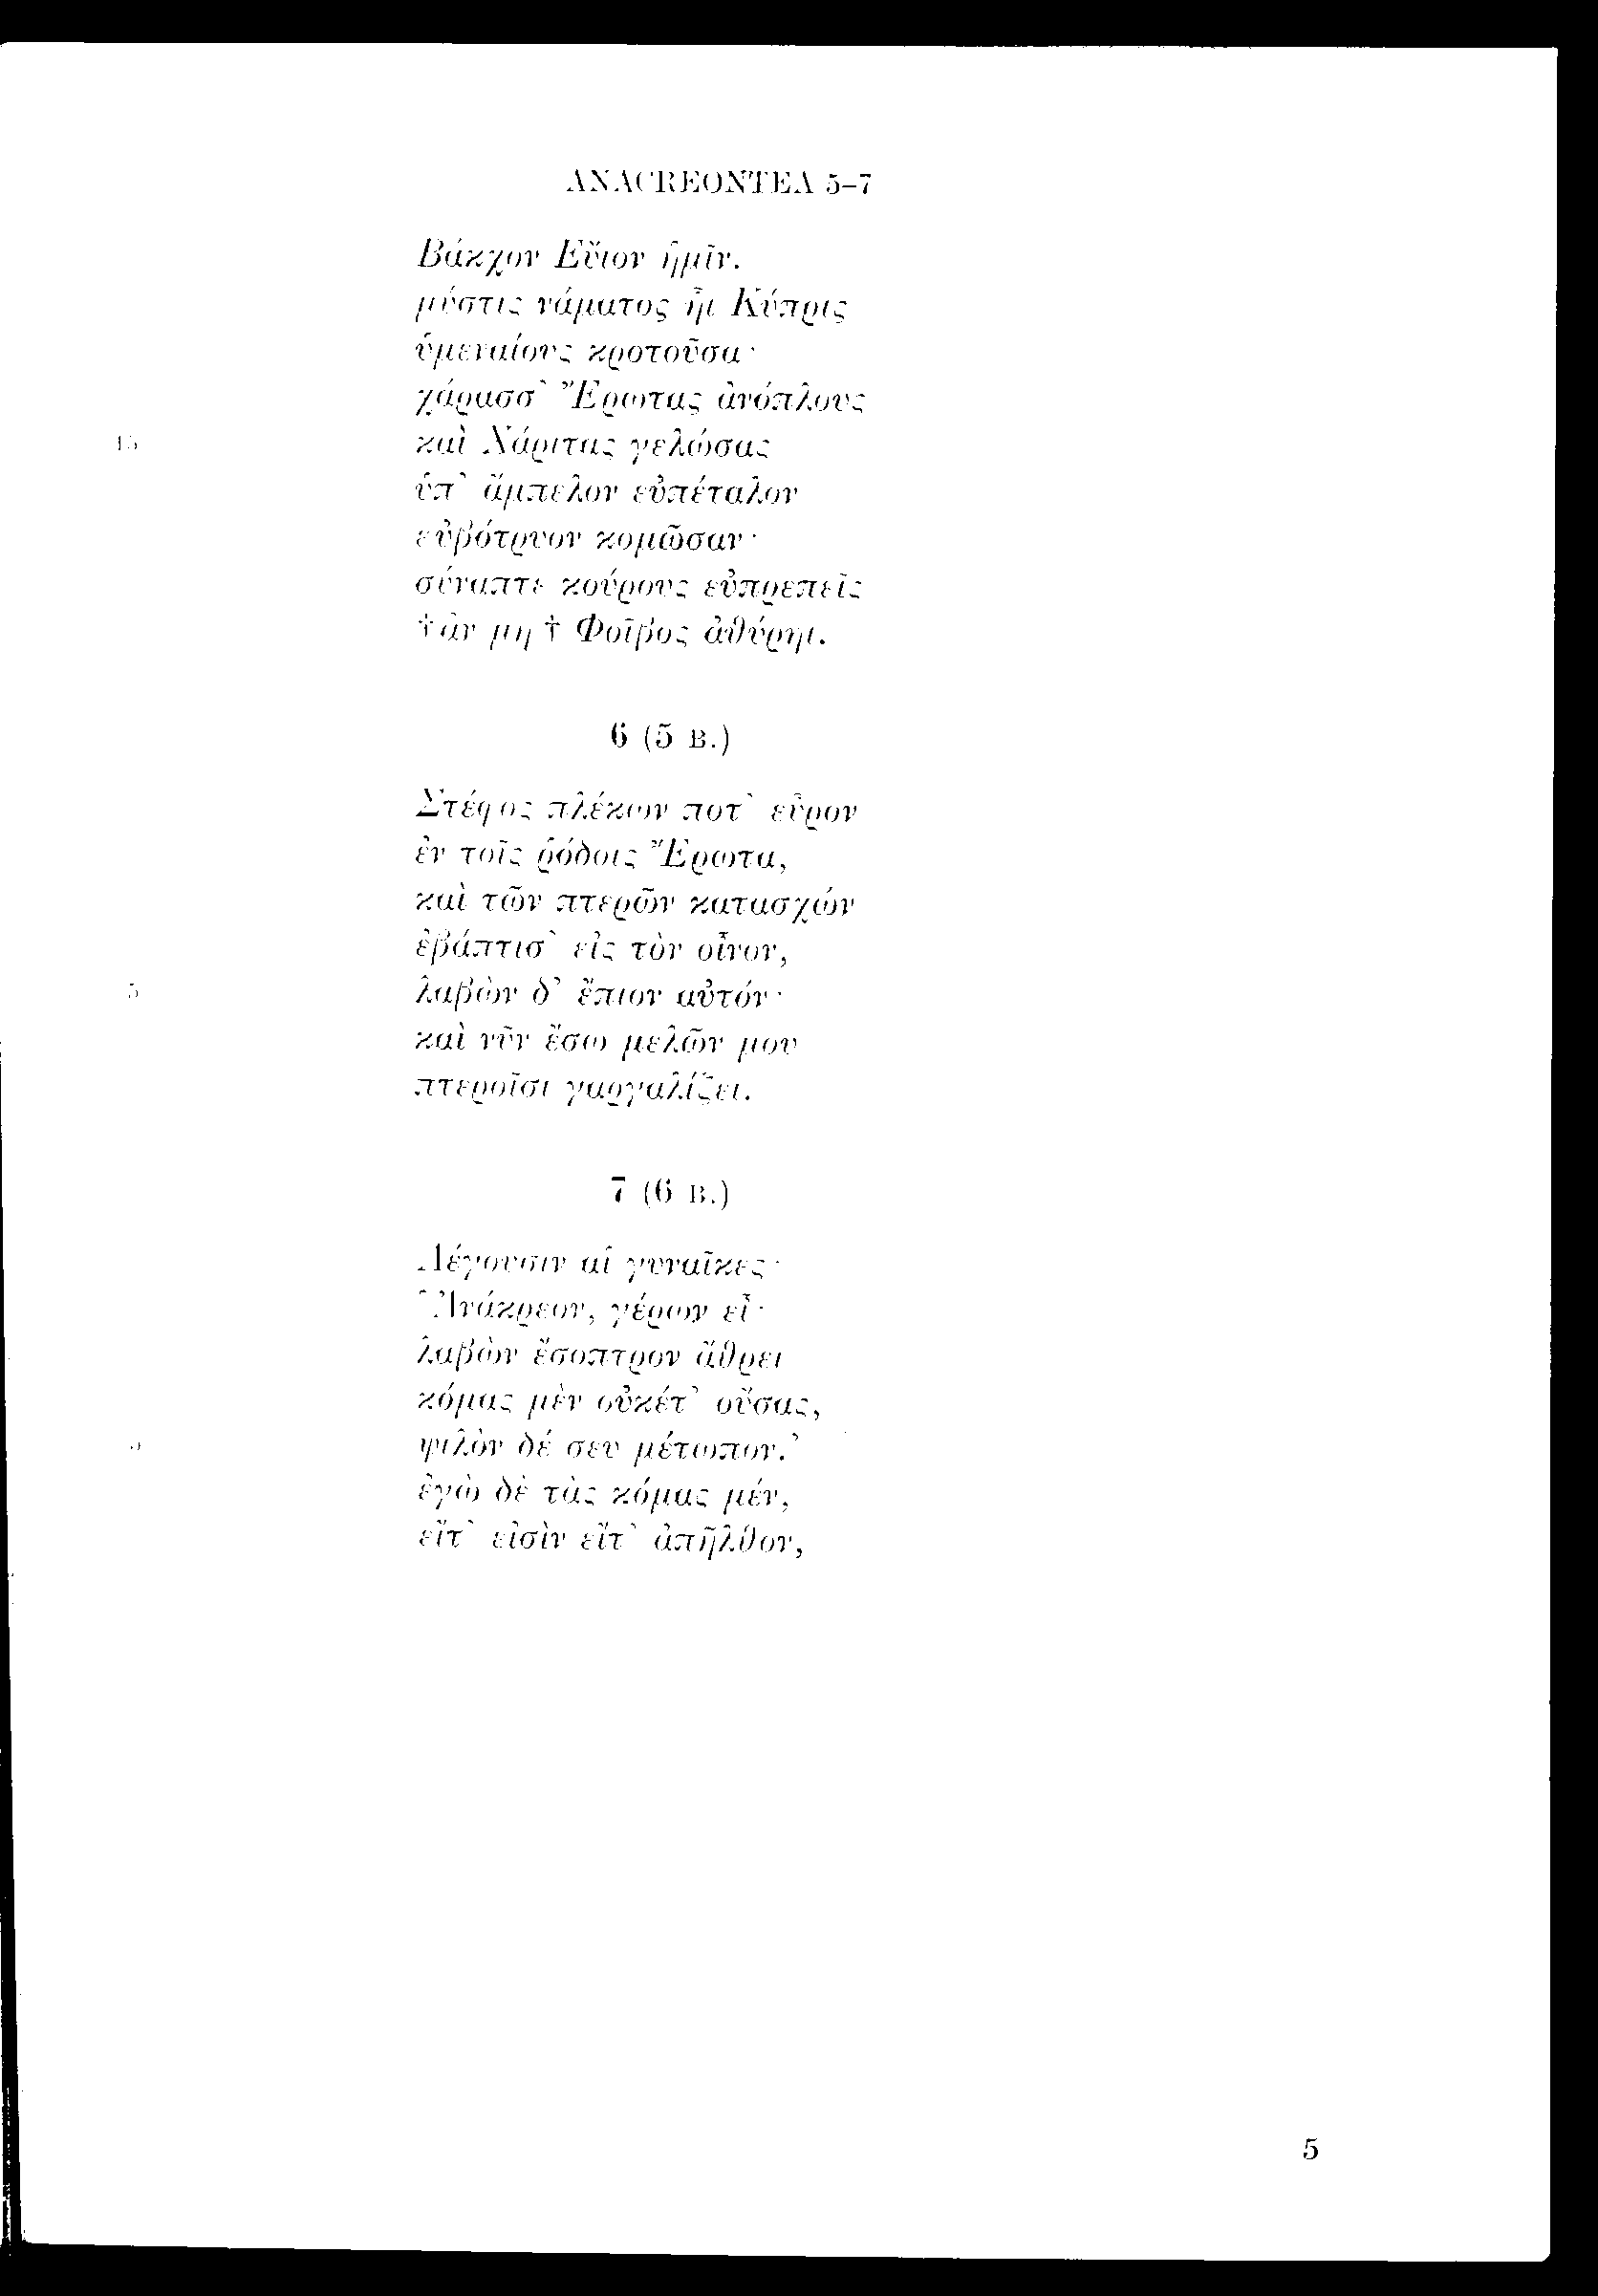 ANACREONTEA 5–7
Βάκχον Εὔιον ἡμῖν.
μύστις νάματος ἡ Κύπρις
ὑμεναίους κροτοῦσα·
χάρασσ᾽ Ἔρωτας ἀνόπλους
15 καὶ Χάριτας γελώσας
ὑπ᾽ ἄμπελον εὐπέταλον
εὐβότρυον κομῶσαν·
σύναπτε κούρους εὐπρεπεῖς
†ἂν μη† Φοῖβος ἀθύρηι.
6 (5 B.)
Στέφος πλέκων ποτ᾽ εὗρον
ἐν τοῖς ῥόδοις Ἔρωτα,
καὶ τῶν πτερῶν κατασχών
ἐβάπτισ᾽ εἰς τὸν οἶνον,
5 λαβὼν δ᾽ ἔπιον αὐτόν·
καὶ νῦν ἔσω μελῶν μου
πτεροῖσι γαργαλίζει.
7 (6 B.)
Λέγουσιν αἱ γυναῖκες·
῾Ἀνάκρεον, γέρων εἶ·
λαβὼν ἔσοπτρον ἄθρει
κόμας μὲν οὐκέτ᾽ οὔσας,
5 ψιλὸν δέ σευ μέτωπον.᾽
ἐγὼ δὲ τὰς κόμας μέν,
εἴτ᾽ εἰσὶν εἴτ᾽ ἀπῆλθον,
5